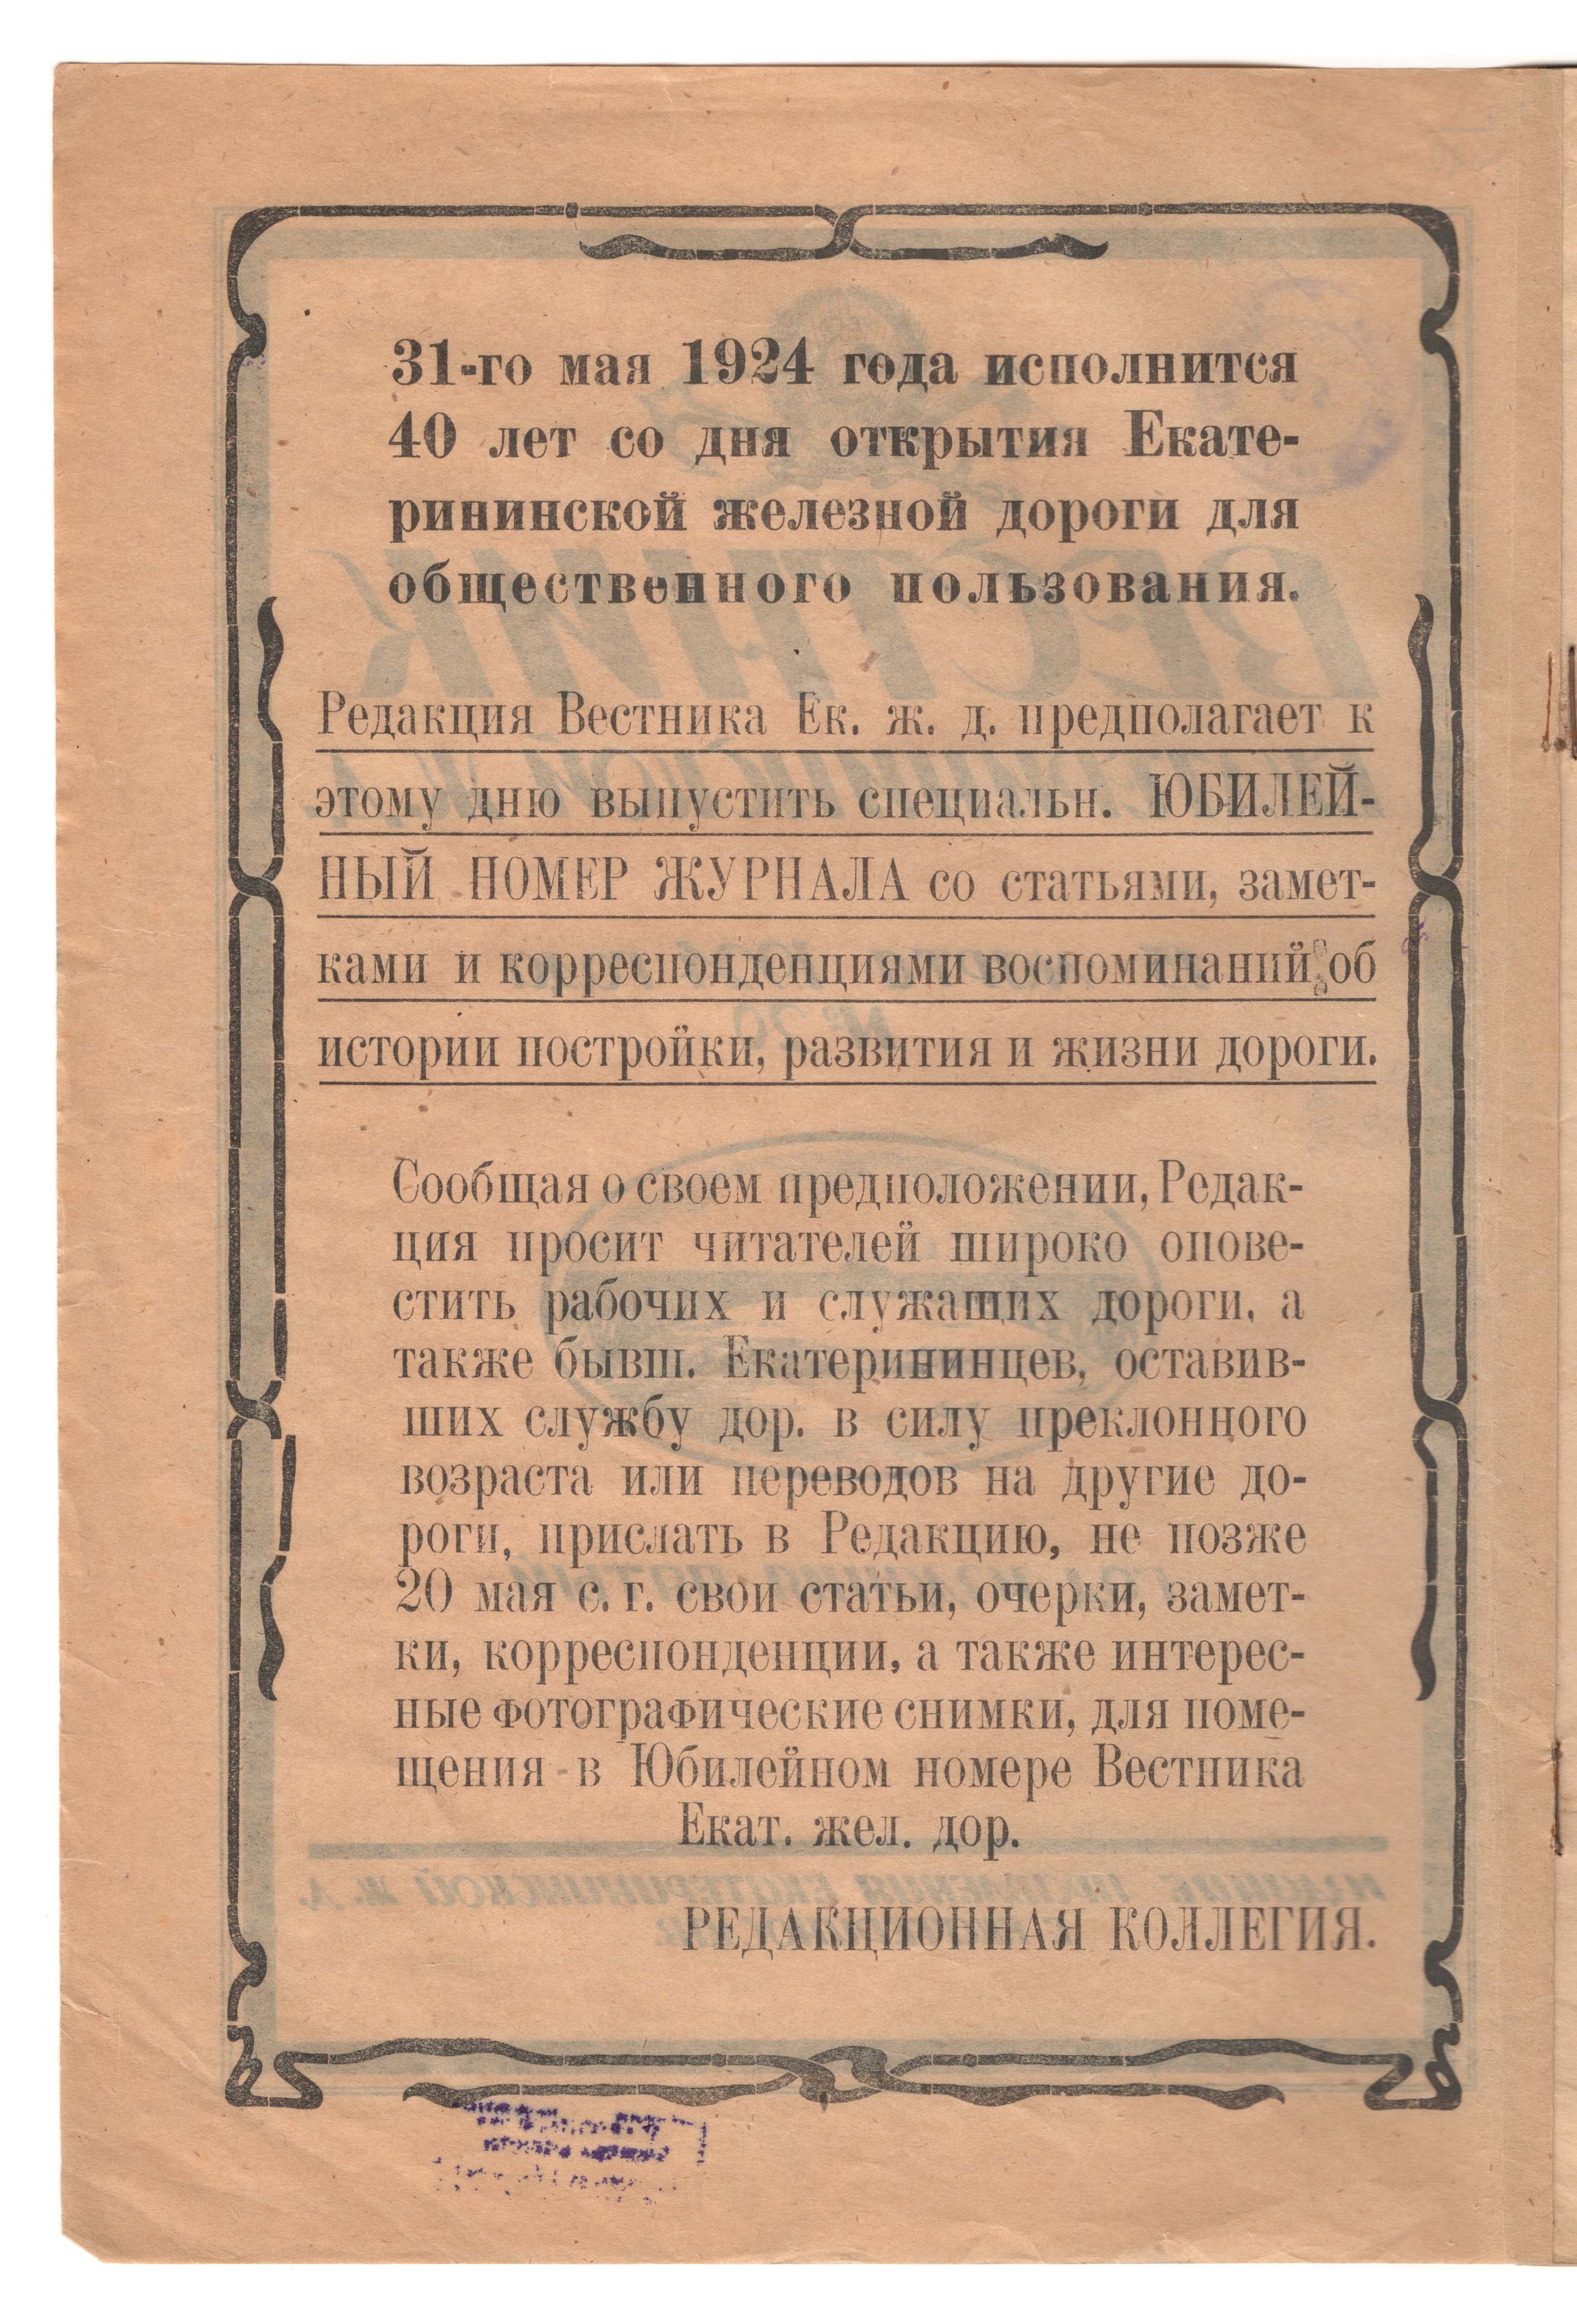 31-го мая 1924 года исполнится
40 лет со дня открытия Екате-
рининской железной дороги для
общественного пользования.
Редакция Вестника Ек. ж. д. предполагает к
этому дню выпустить специальн. ЮБИЛЕЙ-
НЫЙ НОМЕР ЖУРНАЛА со статьями, замет-
ками и корреспонденциями воспоминаний об
истории постройки, развития и жизни дороги.
Сообщая о своем предположении, Редак-
ция просит читателей широко опове-
стить рабочих и служащих дороги, а
также бывш. Екатерининцев, оставив-
ших службу дор. в силу преклонного
возраста или переводов на другие до-
роги, прислать в Редакцию, не позже
20 мая с. г. свои статьи, очерки, замет-
ки, корреспонденции, а также интерес-
ные фотографические снимки, для поме-
щения в Юбилейном номере Вестника
Екат. жел. дор.
РЕДАКЦИОННАЯ КОЛЛЕГИЯ.